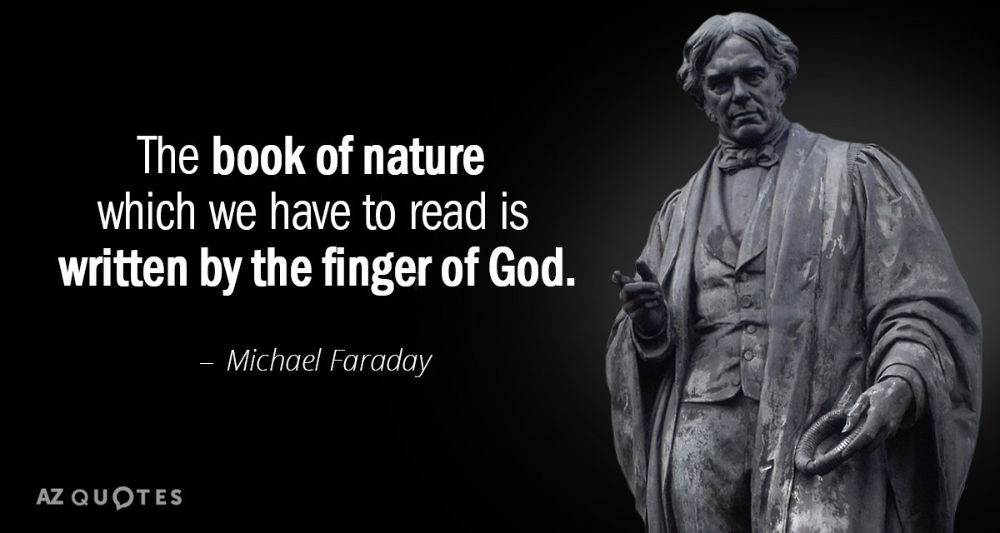 The book of nature
which we have to read is
written by the finger of God.
– Michael Faraday
AZ QUOTES